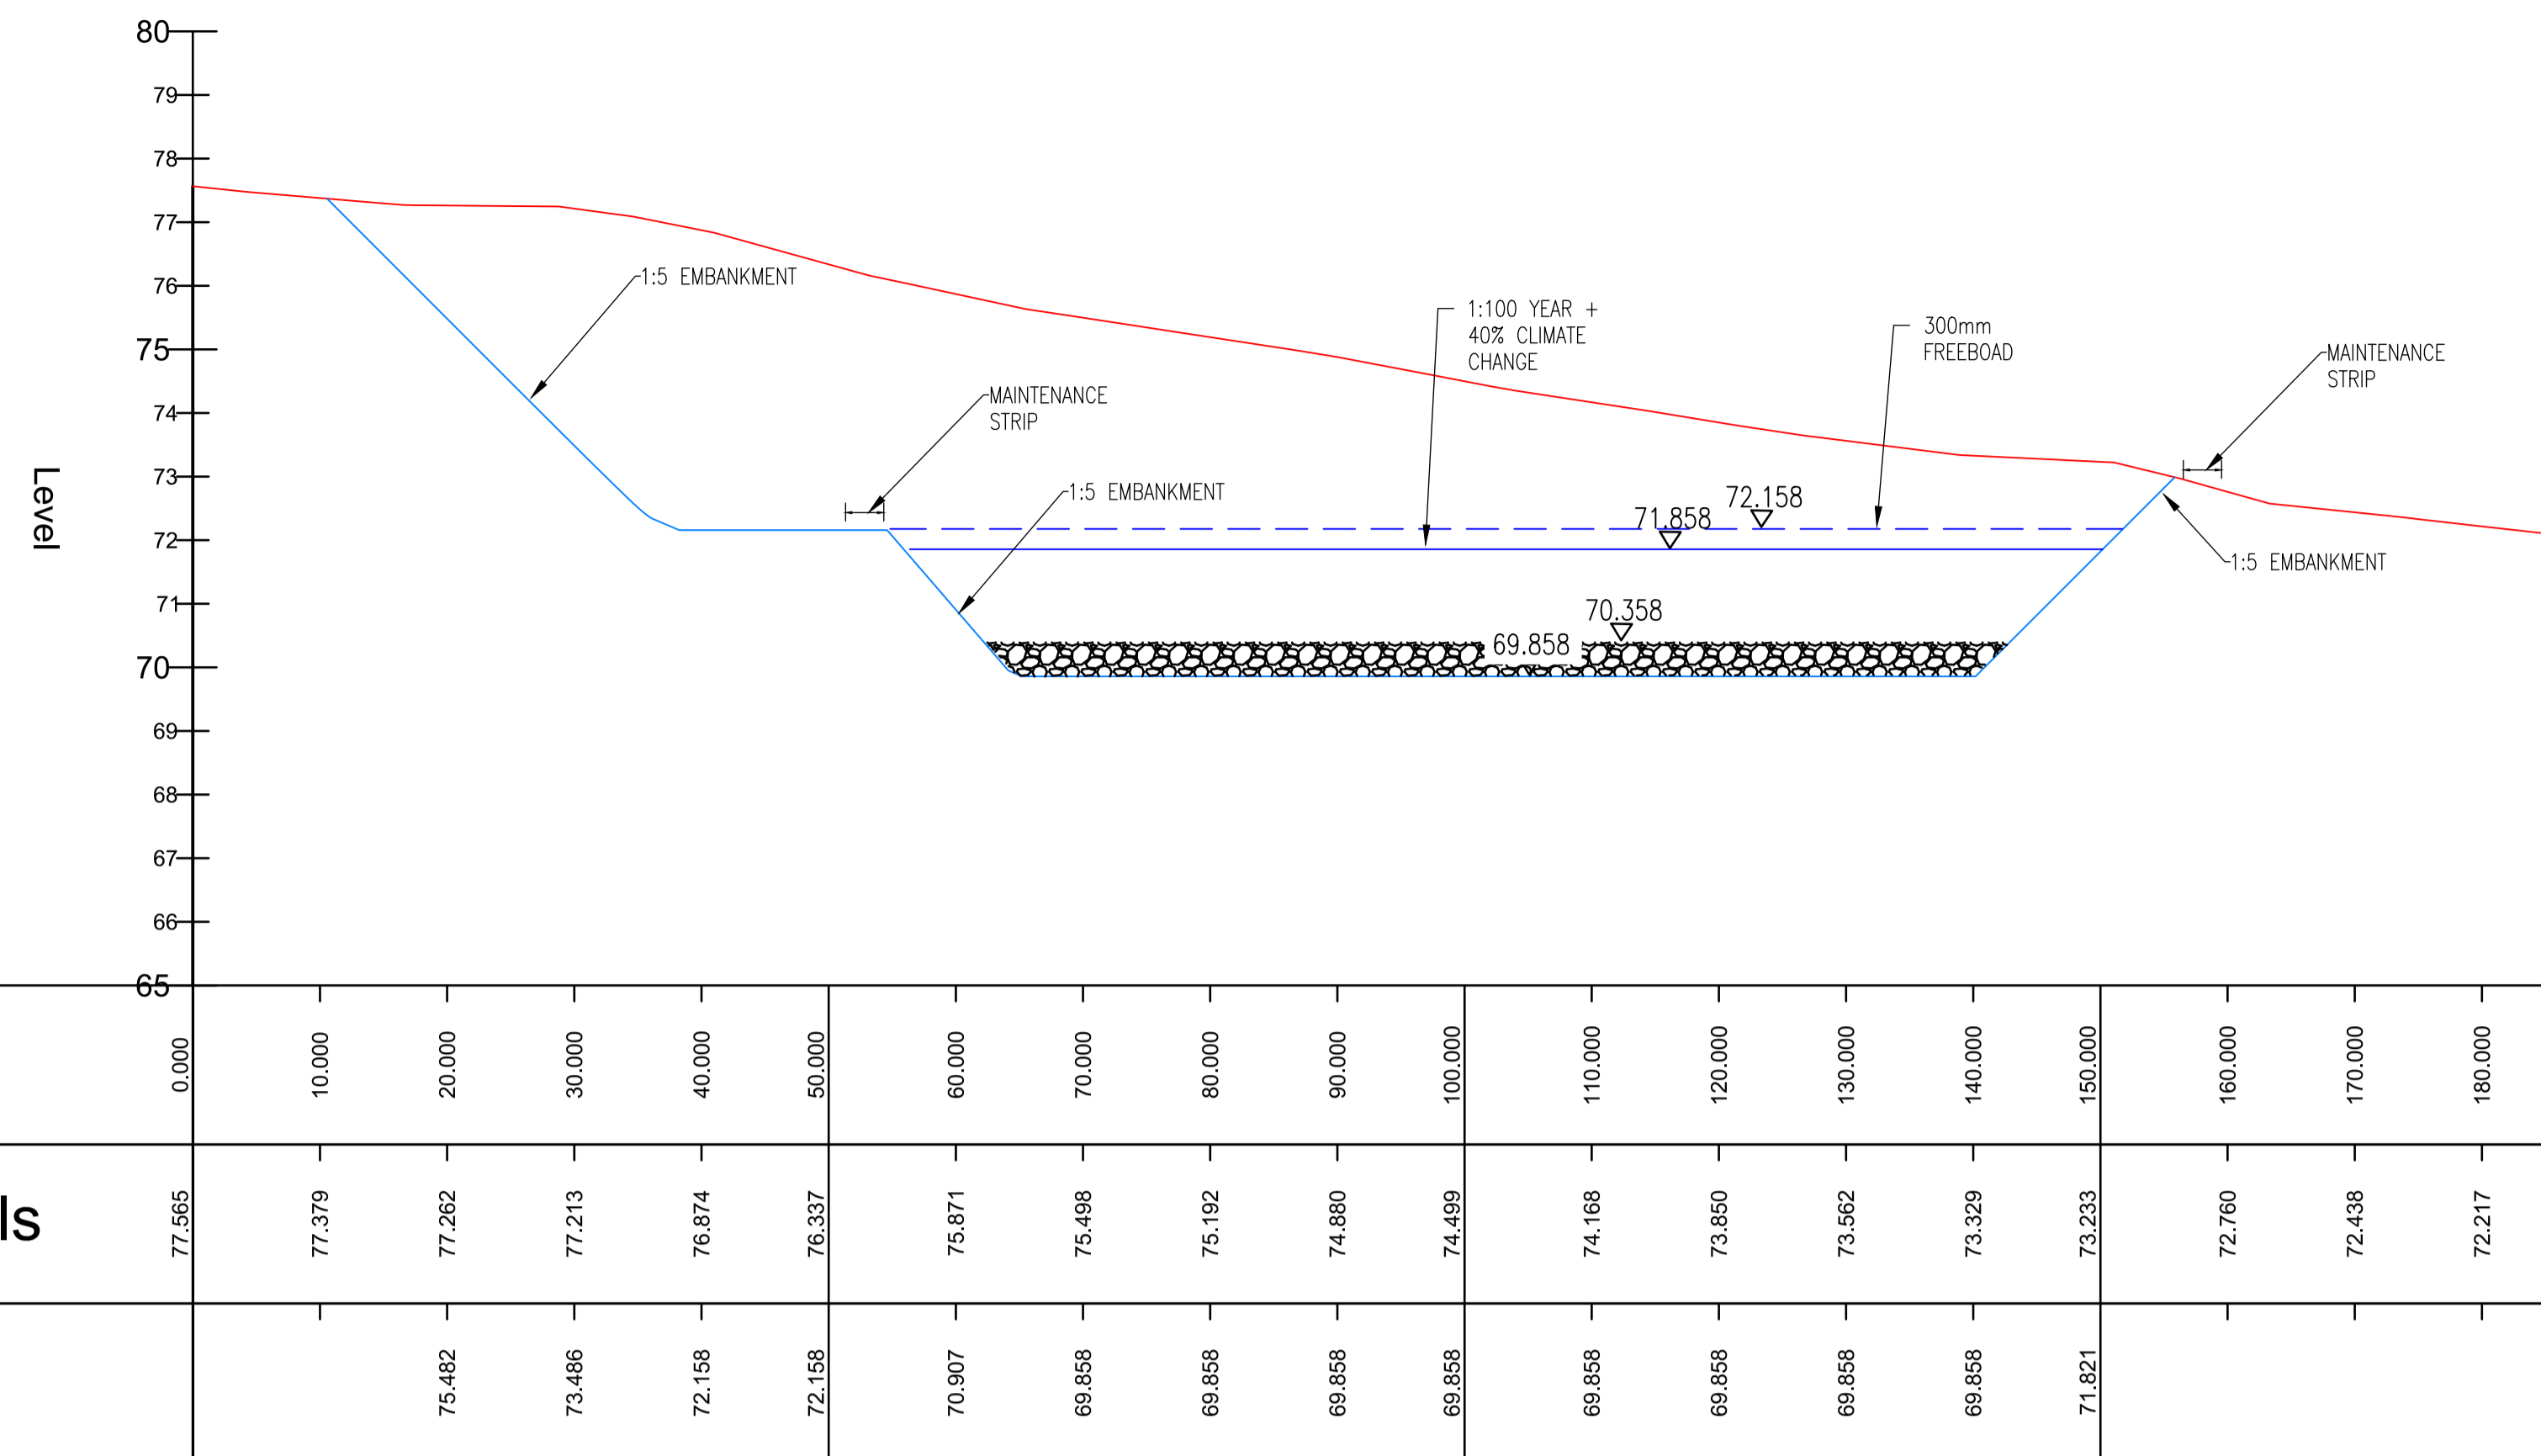 80
79
78
77
76
75
74
73
72
71
70
69
68
67
66
65
Level
1:5 EMBANKMENT
MAINTENANCE
STRIP
1:5 EMBANKMENT
1:100 YEAR +
40% CLIMATE
CHANGE
300mm
FREEBOAD
MAINTENANCE
STRIP
72.158
71.858
1:5 EMBANKMENT
70.358
69.858
0.000 10.000 20.000 30.000 40.000 50.000 60.000 70.000 80.000 90.000 100.000 110.000 120.000 130.000 140.000 150.000 160.000 170.000 180.000
ls 77.565 77.379 77.262 77.213 76.874 76.337 75.871 75.498 75.192 74.880 74.499 74.168 73.850 73.562 73.329 73.233 72.760 72.438 72.217
75.482 73.486 72.158 72.158 70.907 69.858 69.858 69.858 69.858 69.858 69.858 69.858 69.858 71.821